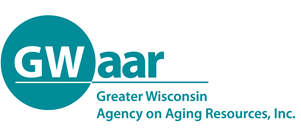 GWaar
Greater Wisconsin
Agency on Aging Resources, Inc.